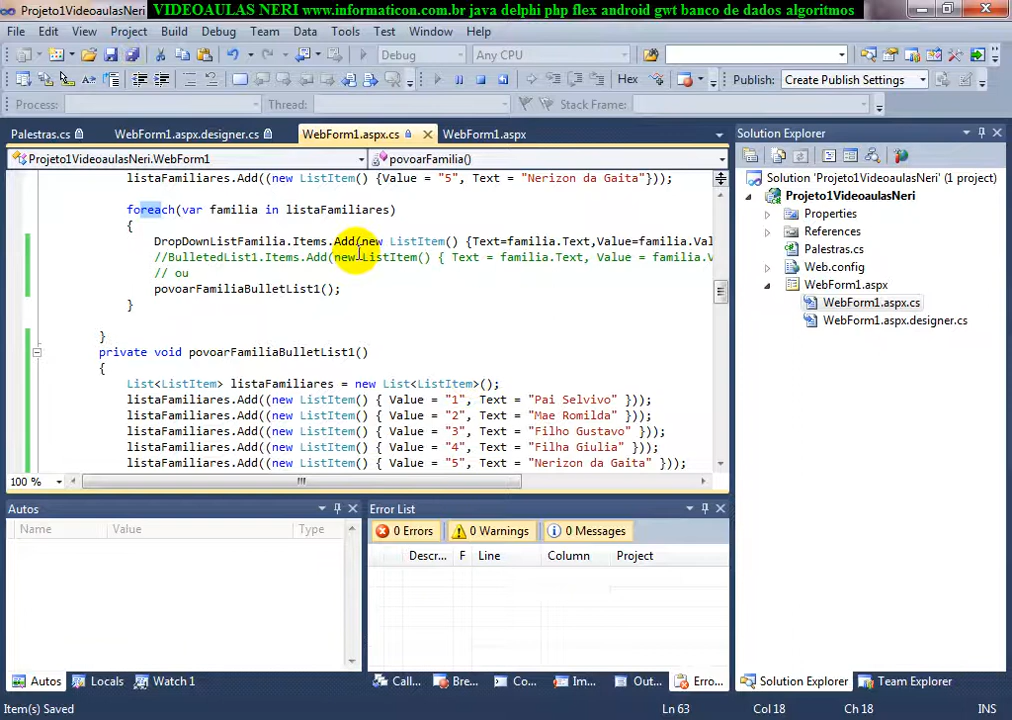 Projeto1VideoaulasNeri
VIDEOAULAS NERI www.informaticon.com.br java delphi php flex android gwt banco de dados algoritmos
File Edit View Project Build Debug Team Data Tools Test Window Help
Debug Any CPU
Hex Publish: Create Publish Settings
Process: Thread: Stack Frame:
Palestras.cs WebForm1.aspx.designer.cs WebForm1.aspx.cs WebForm1.aspx
Projeto1VideoaulasNeri.WebForm1 povoarFamilia()
listaFamiliares.Add((new ListItem() {Value = "5", Text = "Nerizon da Gaita"}));
foreach(var familia in listaFamiliares)
{
DropDownListFamilia.Items.Add(new ListItem() {Text=familia.Text,Value=familia.Val
//BulletedList1.Items.Add(new ListItem() { Text = familia.Text, Value = familia.V
// ou
povoarFamiliaBulletList1();
}
}
private void povoarFamiliaBulletList1()
{
List<ListItem> listaFamiliares = new List<ListItem>();
listaFamiliares.Add((new ListItem() { Value = "1", Text = "Pai Selvivo" }));
listaFamiliares.Add((new ListItem() { Value = "2", Text = "Mae Romilda" }));
listaFamiliares.Add((new ListItem() { Value = "3", Text = "Filho Gustavo" }));
listaFamiliares.Add((new ListItem() { Value = "4", Text = "Filha Giulia" }));
listaFamiliares.Add((new ListItem() { Value = "5", Text = "Nerizon da Gaita" }));
100 %
Solution Explorer
Solution 'Projeto1VideoaulasNeri' (1 project)
Projeto1VideoaulasNeri
Properties
References
Palestras.cs
Web.config
WebForm1.aspx
WebForm1.aspx.cs
WebForm1.aspx.designer.cs
Autos
Name Value Type
Error List
0 Errors 0 Warnings 0 Messages
Descr... F Line Column Project
Autos Locals Watch 1
Call... Bre... Co... Im... Out... Erro...
Solution Explorer Team Explorer
Item(s) Saved Ln 63 Col 18 Ch 18 INS